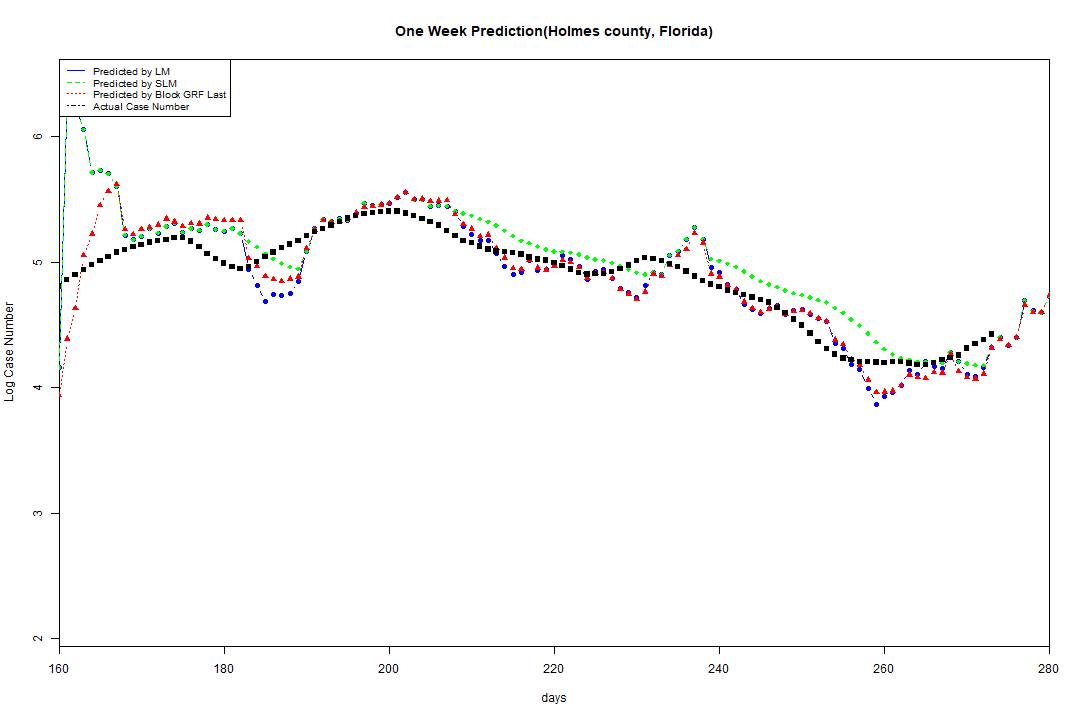 One Week Prediction(Holmes county, Florida)
Predicted by LM
Predicted by SLM
Predicted by Block GRF Last
Actual Case Number
6
5
4
3
2
Log Case Number
160 180 200 220 240 260 280
days